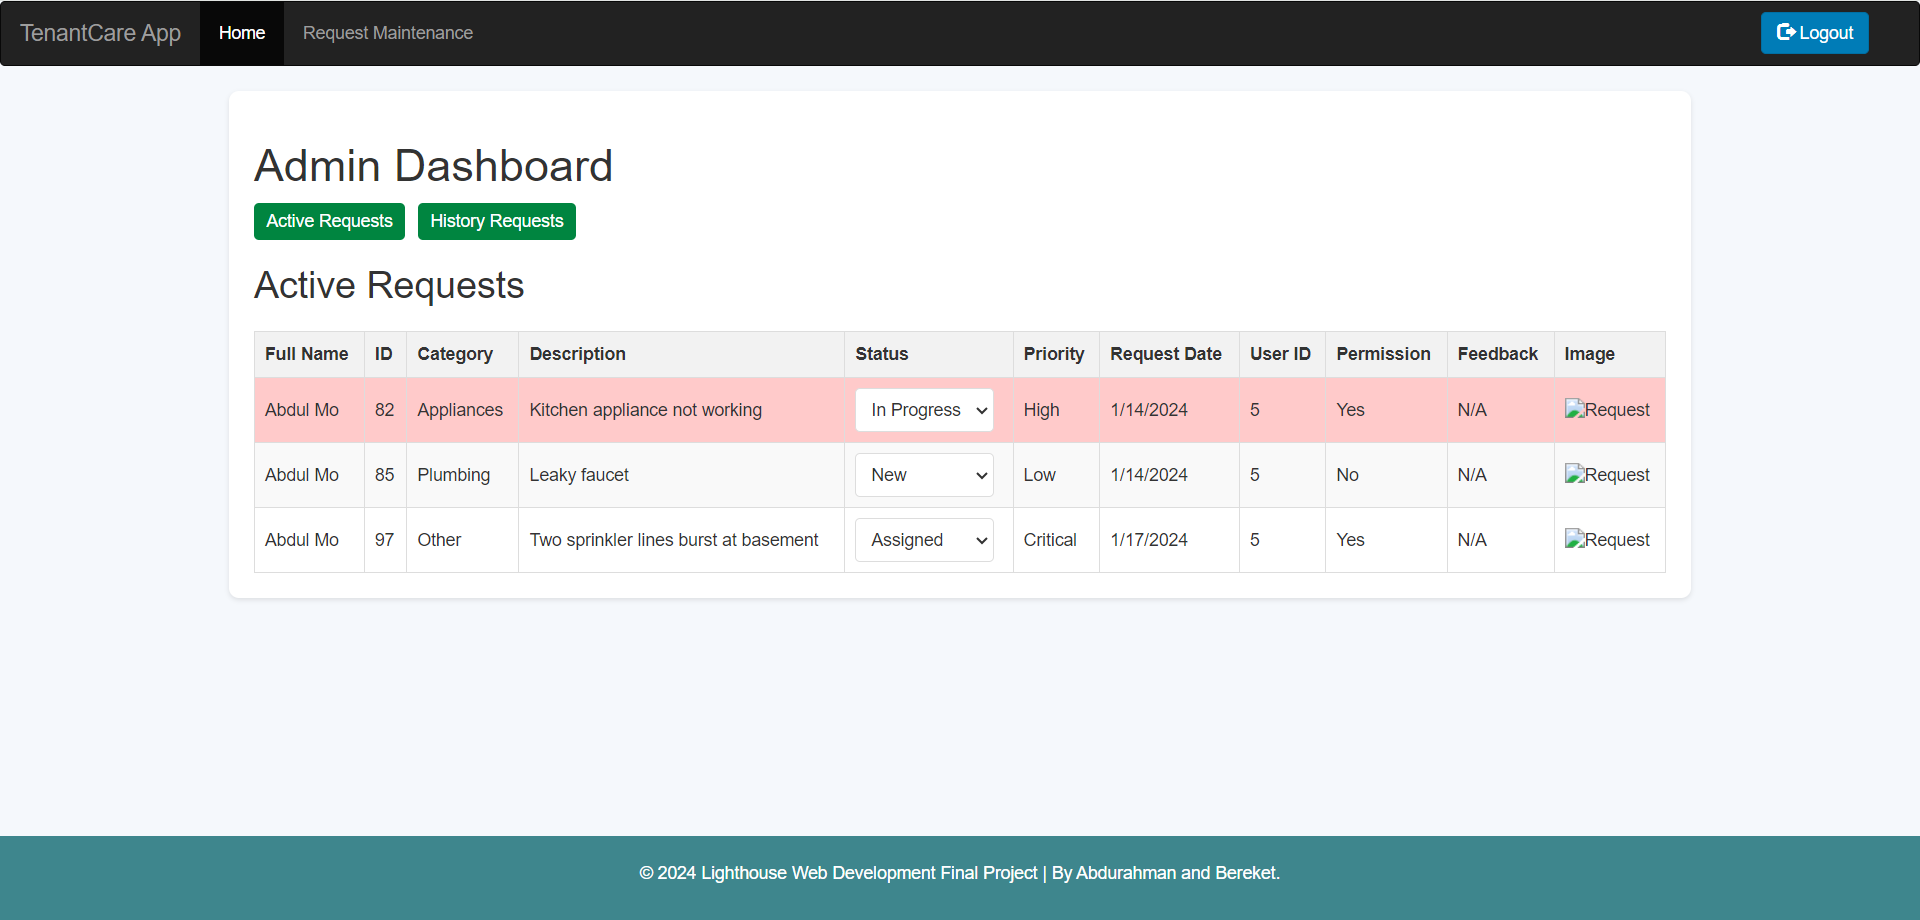 TenantCare App Home Request Maintenance Logout
Admin Dashboard
Active Requests History Requests
Active Requests
Full Name ID Category Description Status Priority Request Date User ID Permission Feedback Image
Abdul Mo 82 Appliances Kitchen appliance not working In Progress High 1/14/2024 5 Yes N/A Request
Abdul Mo 85 Plumbing Leaky faucet New Low 1/14/2024 5 No N/A Request
Abdul Mo 97 Other Two sprinkler lines burst at basement Assigned Critical 1/17/2024 5 Yes N/A Request
© 2024 Lighthouse Web Development Final Project | By Abdurahman and Bereket.